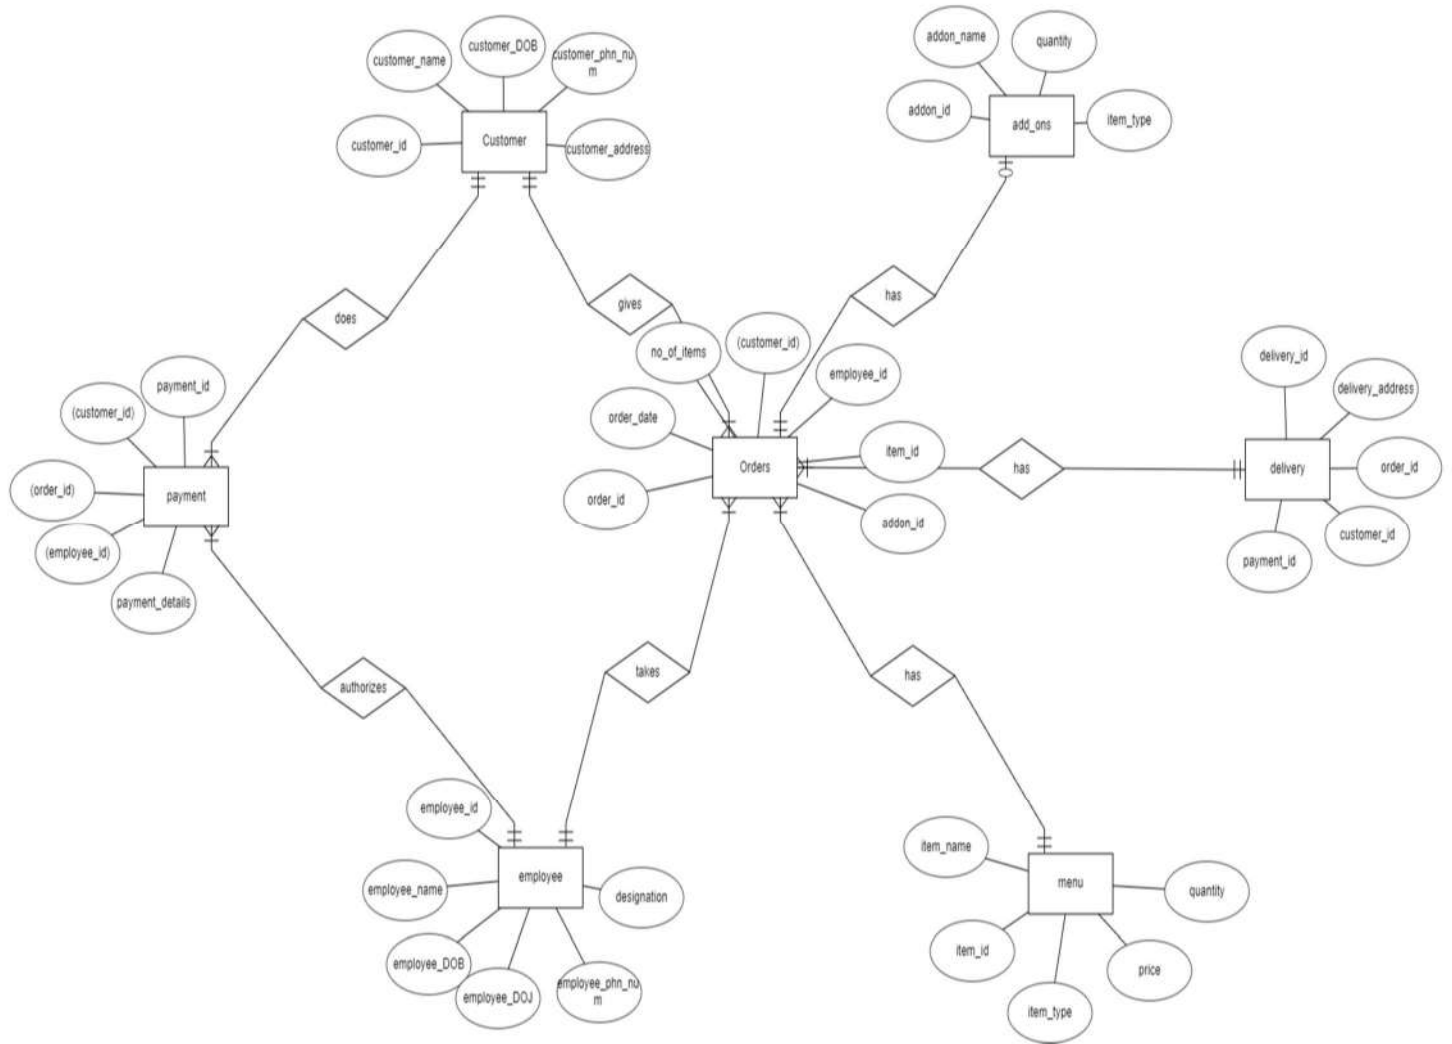 addon_name
quantity
customer_DOB
customer_name
customer_phn_nu
m
addon_id
add_ons
item_type
customer_id
Customer
customer_address
has
gives
does
(customer_id)
no_of_items
employee_id
delivery_id
payment_id
delivery_address
(customer_id)
order_date
item_id
Orders
has
delivery
order_id
(order_id)
payment
order_id
addon_id
customer_id
(employee_id)
payment_id
payment_details
takes
has
authorizes
employee_id
item_name
employee
menu
employee_name
designation
quantity
item_id
employee_DOB
price
employee_DOJ
employee_phn_nu
m
item_type